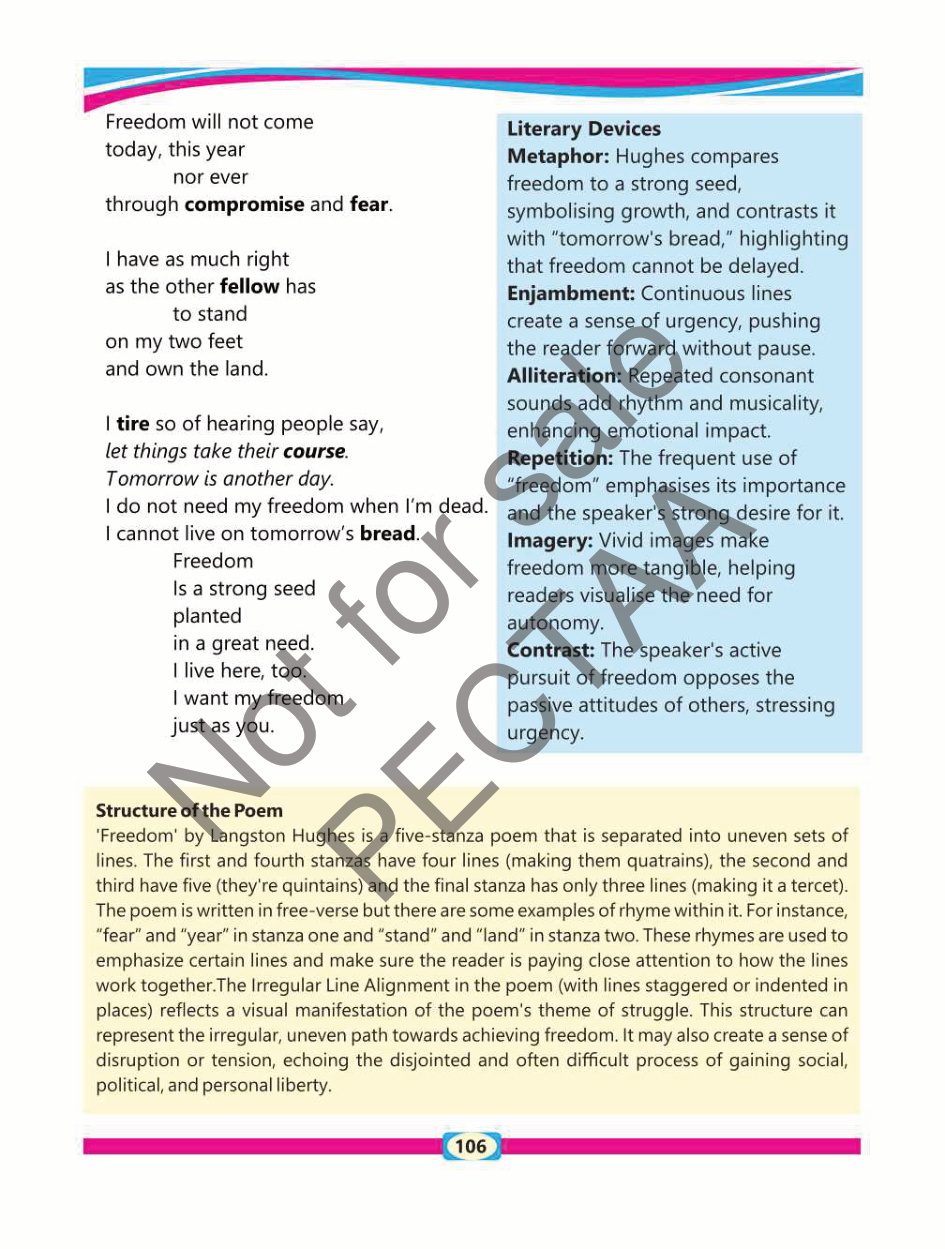 Freedom will not come
today, this year
nor ever
through compromise and fear.

I have as much right
as the other fellow has
to stand
on my two feet
and own the land.

I tire so of hearing people say,
let things take their course.
Tomorrow is another day.
I do not need my freedom when I'm dead.
I cannot live on tomorrow's bread.
Freedom
Is a strong seed
planted
in a great need.
I live here, too.
I want my freedom
just as you.

Literary Devices
Metaphor: Hughes compares
freedom to a strong seed,
symbolising growth, and contrasts it
with “tomorrow's bread,” highlighting
that freedom cannot be delayed.
Enjambment: Continuous lines
create a sense of urgency, pushing
the reader forward without pause.
Alliteration: Repeated consonant
sounds add rhythm and musicality,
enhancing emotional impact.
Repetition: The frequent use of
“freedom” emphasises its importance
and the speaker's strong desire for it.
Imagery: Vivid images make
freedom more tangible, helping
readers visualise the need for
autonomy.
Contrast: The speaker's active
pursuit of freedom opposes the
passive attitudes of others, stressing
urgency.

Structure of the Poem
'Freedom' by Langston Hughes is a five-stanza poem that is separated into uneven sets of
lines. The first and fourth stanzas have four lines (making them quatrains), the second and
third have five (they're quintains) and the final stanza has only three lines (making it a tercet).
The poem is written in free-verse but there are some examples of rhyme within it. For instance,
“fear” and “year” in stanza one and “stand” and “land” in stanza two. These rhymes are used to
emphasize certain lines and make sure the reader is paying close attention to how the lines
work together.The Irregular Line Alignment in the poem (with lines staggered or indented in
places) reflects a visual manifestation of the poem's theme of struggle. This structure can
represent the irregular, uneven path towards achieving freedom. It may also create a sense of
disruption or tension, echoing the disjointed and often difficult process of gaining social,
political, and personal liberty.

106

Not for sale
PECTAA